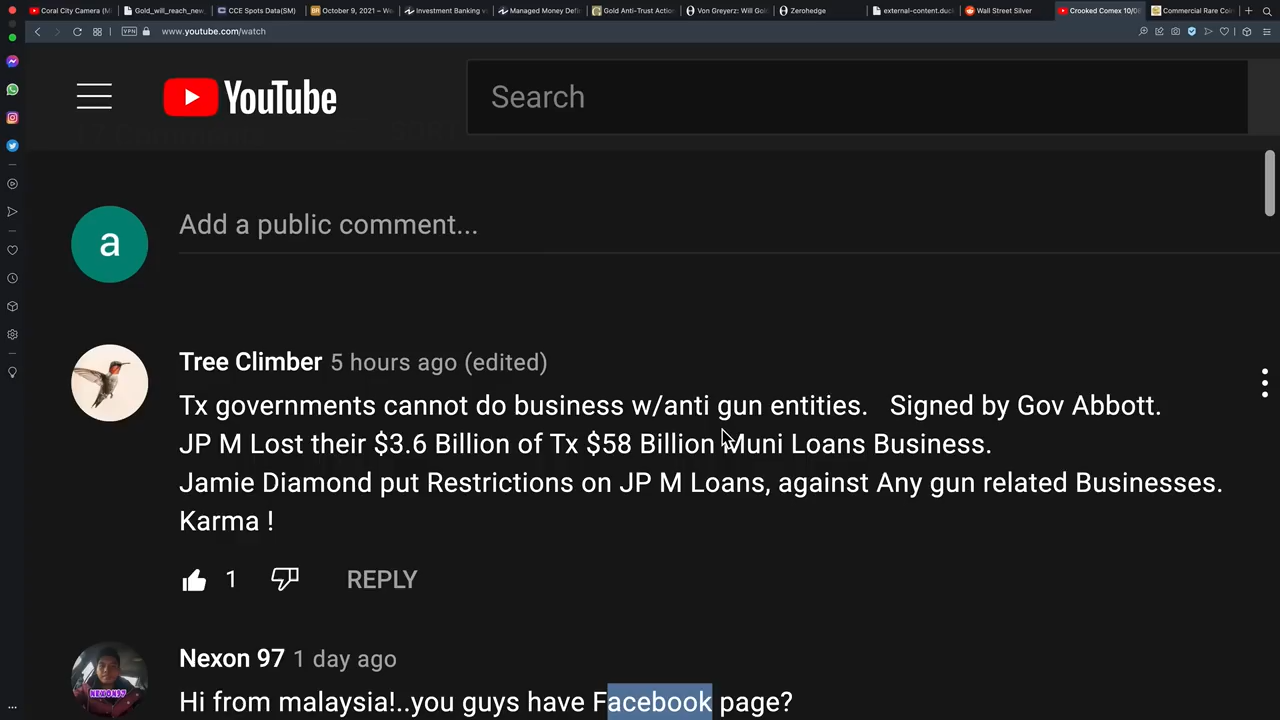 Coral City Camera (M
Gold_will_reach_new_
CCE Spots Data(SM)
October 9, 2021 – We
Investment Banking v
Managed Money Defi
Gold Anti-Trust Action
Von Greyerz: Will Go
Zerohedge
external-content.duck
Wall Street Silver
Crooked Comex 10/0
Commercial Rare Coi
VPN
www.youtube.com/watch
YouTube
Search
a
Add a public comment...
Tree Climber 5 hours ago (edited)
Tx governments cannot do business w/anti gun entities. Signed by Gov Abbott.
JP M Lost their $3.6 Billion of Tx $58 Billion Muni Loans Business.
Jamie Diamond put Restrictions on JP M Loans, against Any gun related Businesses.
Karma !
1 REPLY
Nexon 97 1 day ago
Hi from malaysia!..you guys have Facebook page?